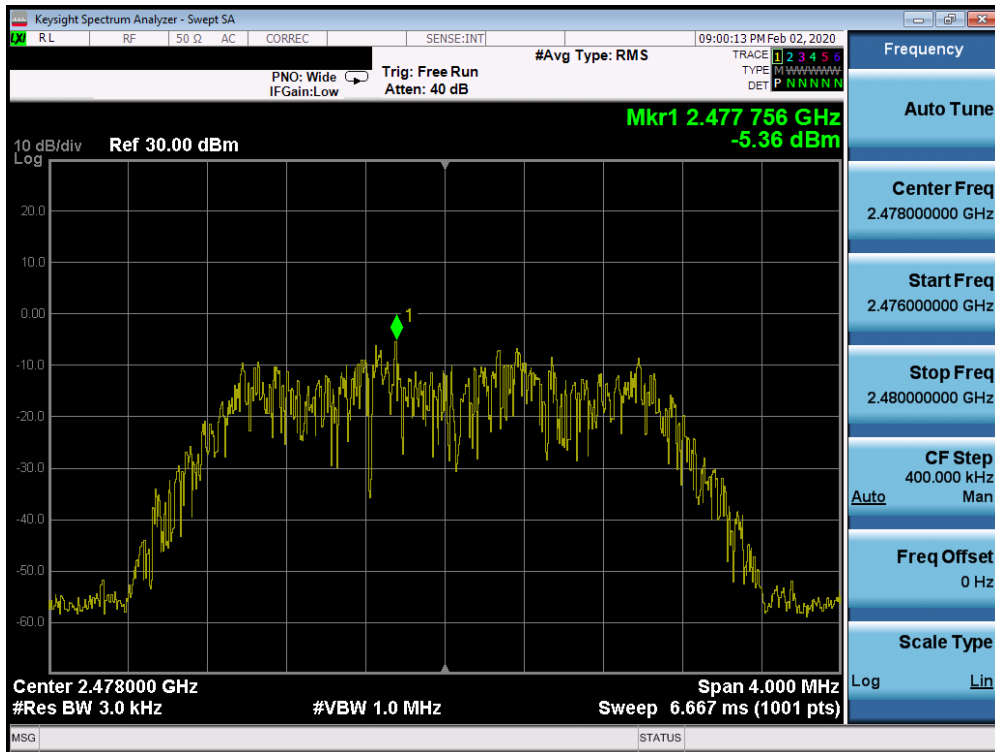 Keysight Spectrum Analyzer - Swept SA
LXI RL RF 50 Ω AC CORREC SENSE:INT 09:00:13 PM Feb 02, 2020
#Avg Type: RMS TRACE 1 2 3 4 5 6
PNO: Wide Trig: Free Run TYPE M WWWWW
IFGain:Low Atten: 40 dB DET P N N N N N
Mkr1 2.477 756 GHz
-5.36 dBm
10 dB/div Ref 30.00 dBm
Log
20.0
10.0
0.00
1
-10.0
-20.0
-30.0
-40.0
-50.0
-60.0
Center 2.478000 GHz Span 4.000 MHz
#Res BW 3.0 kHz #VBW 1.0 MHz Sweep 6.667 ms (1001 pts)
MSG STATUS
Frequency
Auto Tune
Center Freq
2.478000000 GHz
Start Freq
2.476000000 GHz
Stop Freq
2.480000000 GHz
CF Step
400.000 kHz
Auto Man
Freq Offset
0 Hz
Scale Type
Log Lin